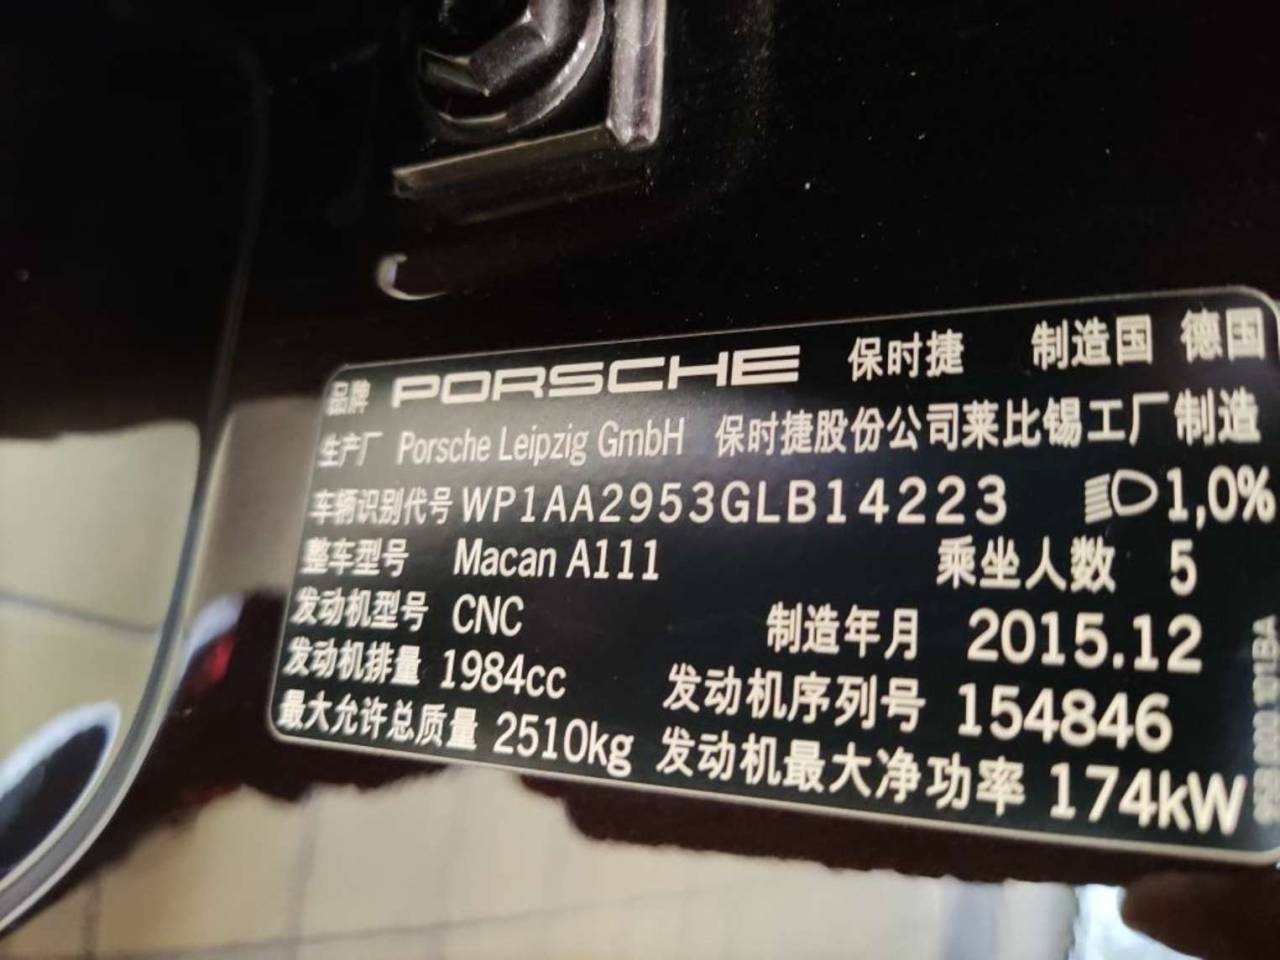 品牌 PORSCHE 保时捷 制造国 德国
生产厂 Porsche Leipzig GmbH 保时捷股份公司莱比锡工厂制造
车辆识别代号 WP1AA2953GLB14223 1,0%
整车型号 Macan A111 乘坐人数 5
发动机型号 CNC 制造年月 2015.12
发动机排量 1984cc 发动机序列号 154846
最大允许总质量 2510kg 发动机最大净功率 174kW